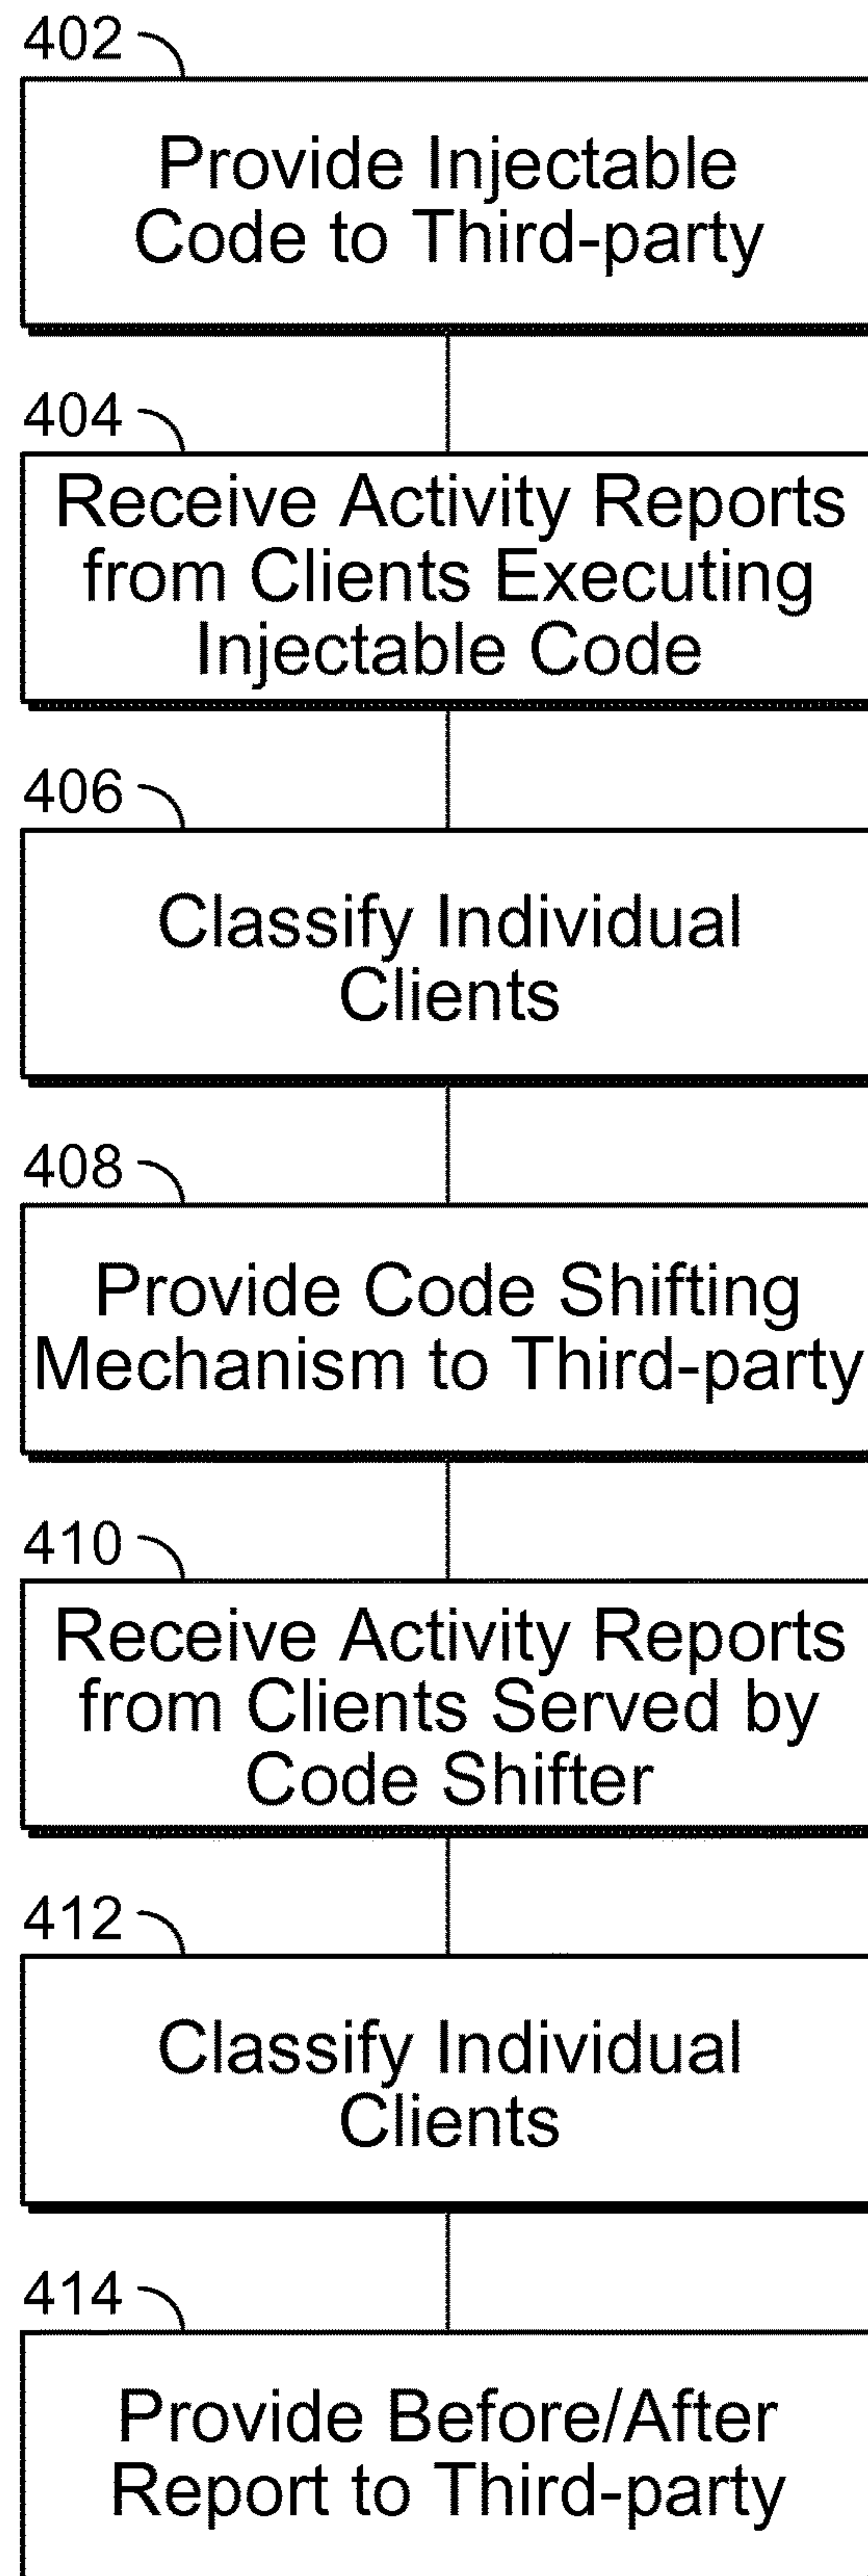 402
Provide Injectable
Code to Third-party
404
Receive Activity Reports
from Clients Executing
Injectable Code
406
Classify Individual
Clients
408
Provide Code Shifting
Mechanism to Third-party
410
Receive Activity Reports
from Clients Served by
Code Shifter
412
Classify Individual
Clients
414
Provide Before/After
Report to Third-party